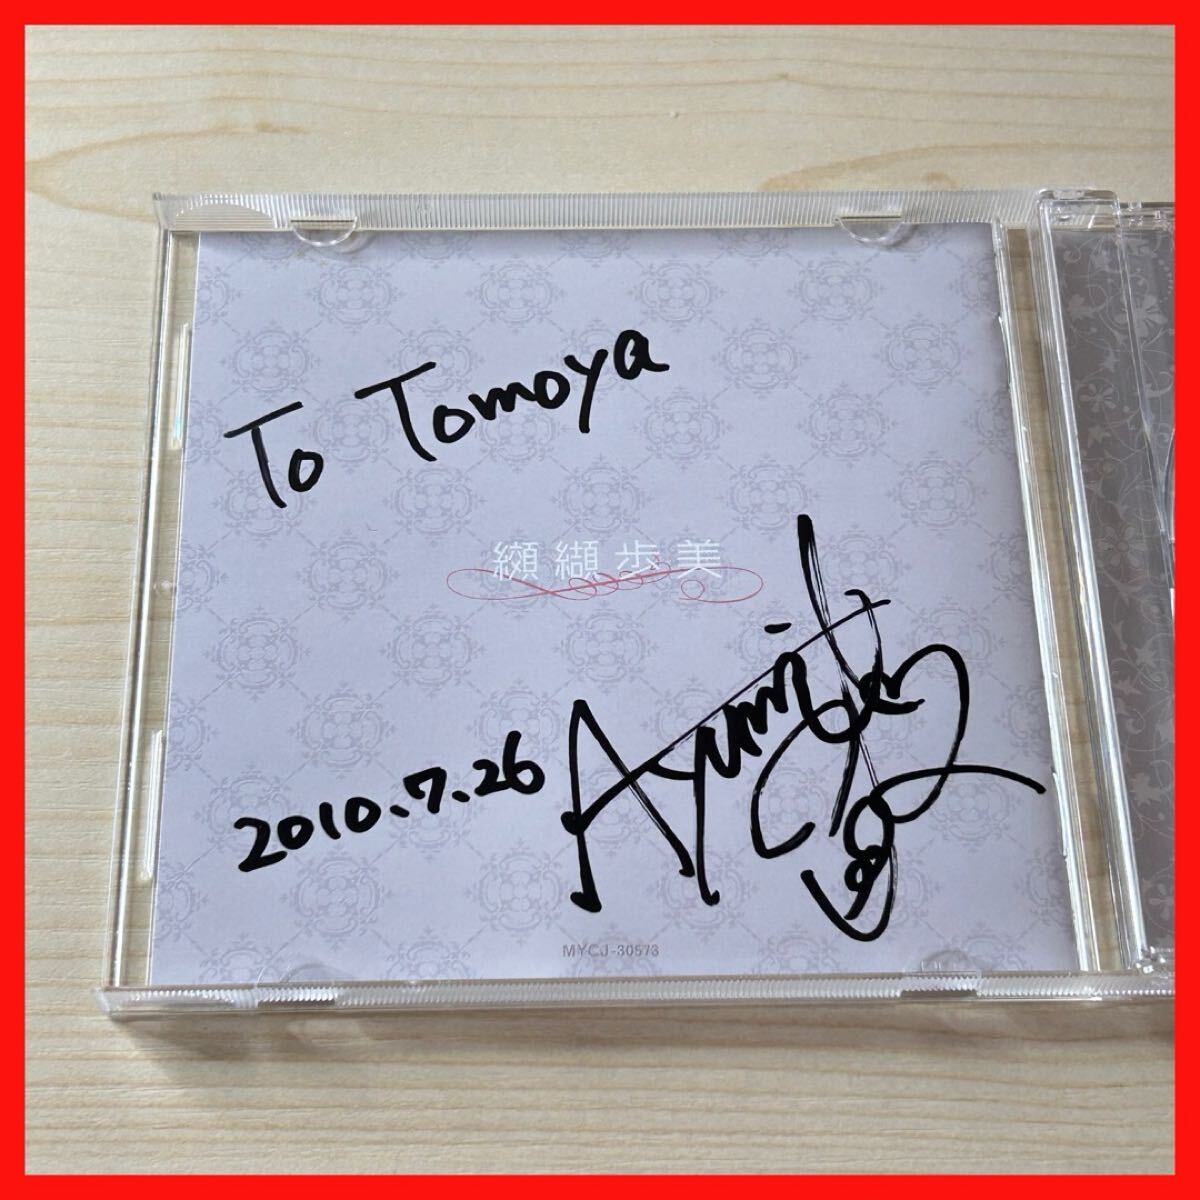 To Tomoya
纐纈歩美
2010.7.26
Ayumi
MYCJ-30573